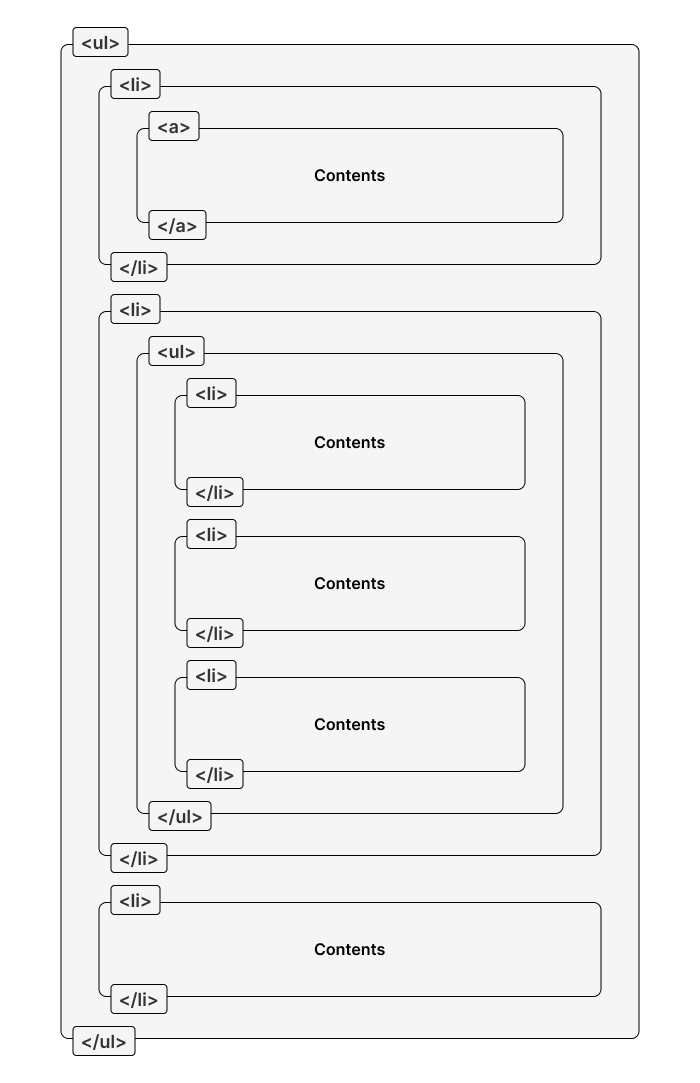 <ul>
<li>
<a>
Contents
</a>
</li>
<li>
<ul>
<li>
Contents
</li>
<li>
Contents
</li>
<li>
Contents
</li>
</ul>
</li>
<li>
Contents
</li>
</ul>